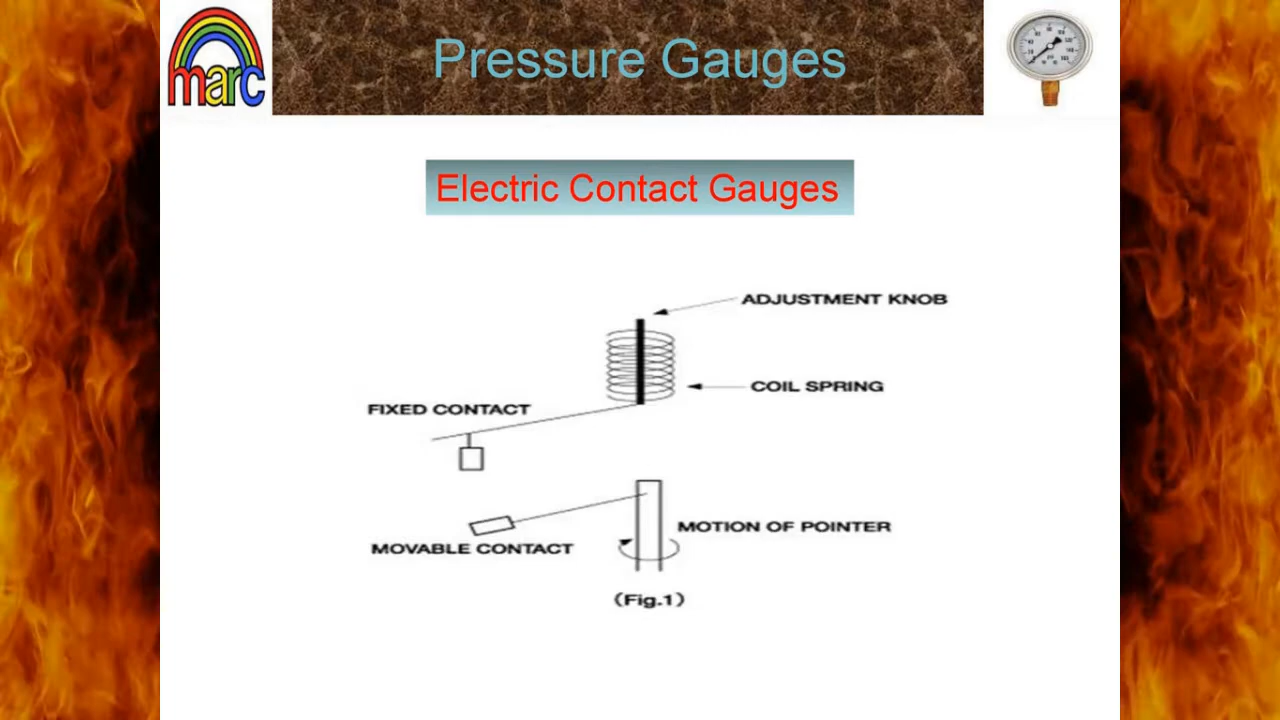 marc
Pressure Gauges
Electric Contact Gauges
ADJUSTMENT KNOB
COIL SPRING
FIXED CONTACT
MOTION OF POINTER
MOVABLE CONTACT
(Fig.1)